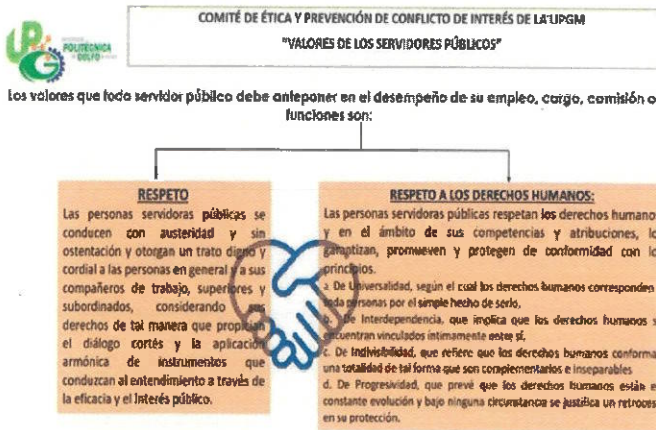 COMITÉ DE ÉTICA Y PREVENCIÓN DE CONFLICTO DE INTERÉS DE LA UPGM
"VALORES DE LOS SERVIDORES PÚBLICOS"
UPG
POLITÉCNICA
GOLFO
Los valores que todo servidor público debe anteponer en el desempeño de su empleo, cargo, comisión o
funciones son:
RESPETO
Las personas servidoras públicas se
conducen con austeridad y sin
ostentación y otorgan un trato digno y
cordial a las personas en general y a sus
compañeros de trabajo, superiores y
subordinados, considerando sus
derechos de tal manera que propician
el diálogo cortés y la aplicación
armónica de instrumentos que
conduzcan al entendimiento a través de
la eficacia y el Interés público.
RESPETO A LOS DERECHOS HUMANOS:
Las personas servidoras públicas respetan los derechos humano
y en el ámbito de sus competencias y atribuciones, lo
garantizan, promueven y protegen de conformidad con lo
principios.
a De Universalidad, según el cual los derechos humanos corresponden
toda personas por el simple hecho de serlo.
b. De Interdependencia, que implica que los derechos humanos s
encuentran vinculados íntimamente entre sí.
c. De Indivisibilidad, que refiere que los derechos humanos conforma
una totalidad de tal forma que son complementarios e inseparables
d. De Progresividad, que prevé que los derechos humanos están e
constante evolución y bajo ninguna circunstancia se justifica un retroces
en su protección.